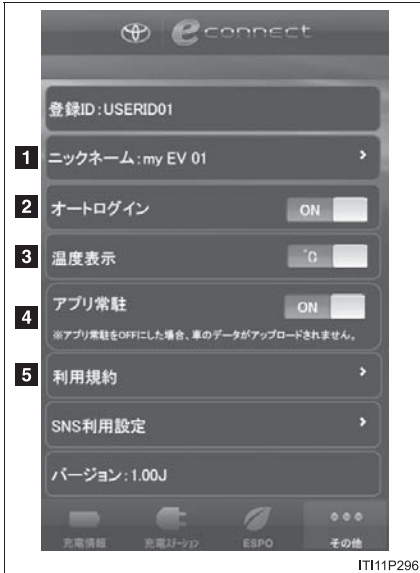 e connect
登録ID:USERID01
1 ニックネーム:my EV 01 >
2 オートログイン ON
3 温度表示 ℃
4 アプリ常駐 ON
※アプリ常駐をOFFにした場合、車のデータがアップロードされません。
5 利用規約 >
SNS利用設定 >
バージョン:1.00J
充電情報 充電ステーション ESPO その他
ITI11P296